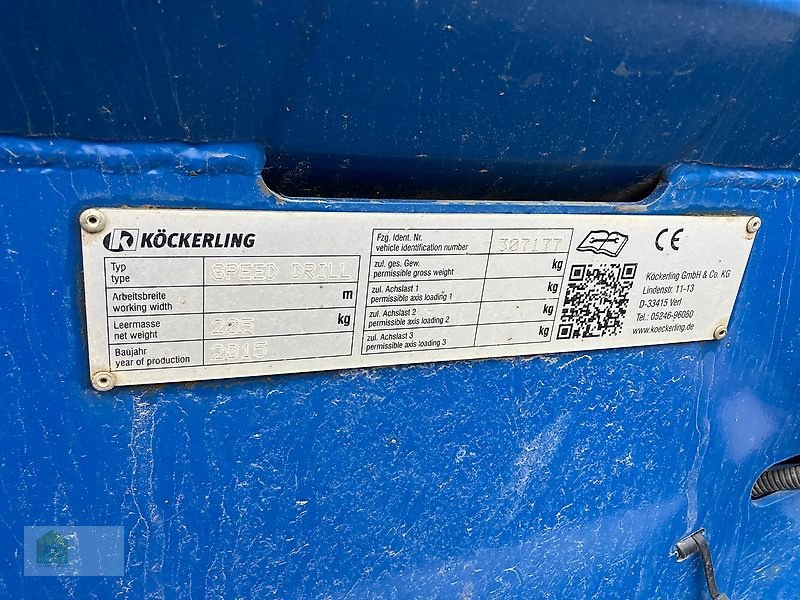 KÖCKERLING
Typ
type
SPEED DRILL
Arbeitsbreite
working width
m
Leermasse
net weight
205
kg
Baujahr
year of production
2015
Fzg. Ident. Nr.
vehicle identification number
307177
zul. ges. Gew.
permissible gross weight
kg
zul. Achslast 1
permissible axis loading 1
kg
zul. Achslast 2
permissible axis loading 2
kg
zul. Achslast 3
permissible axis loading 3
kg
CE
Köckerling GmbH & Co. KG
Lindenstr. 11-13
D-33415 Verl
Tel.: 05246-96080
www.koeckerling.de